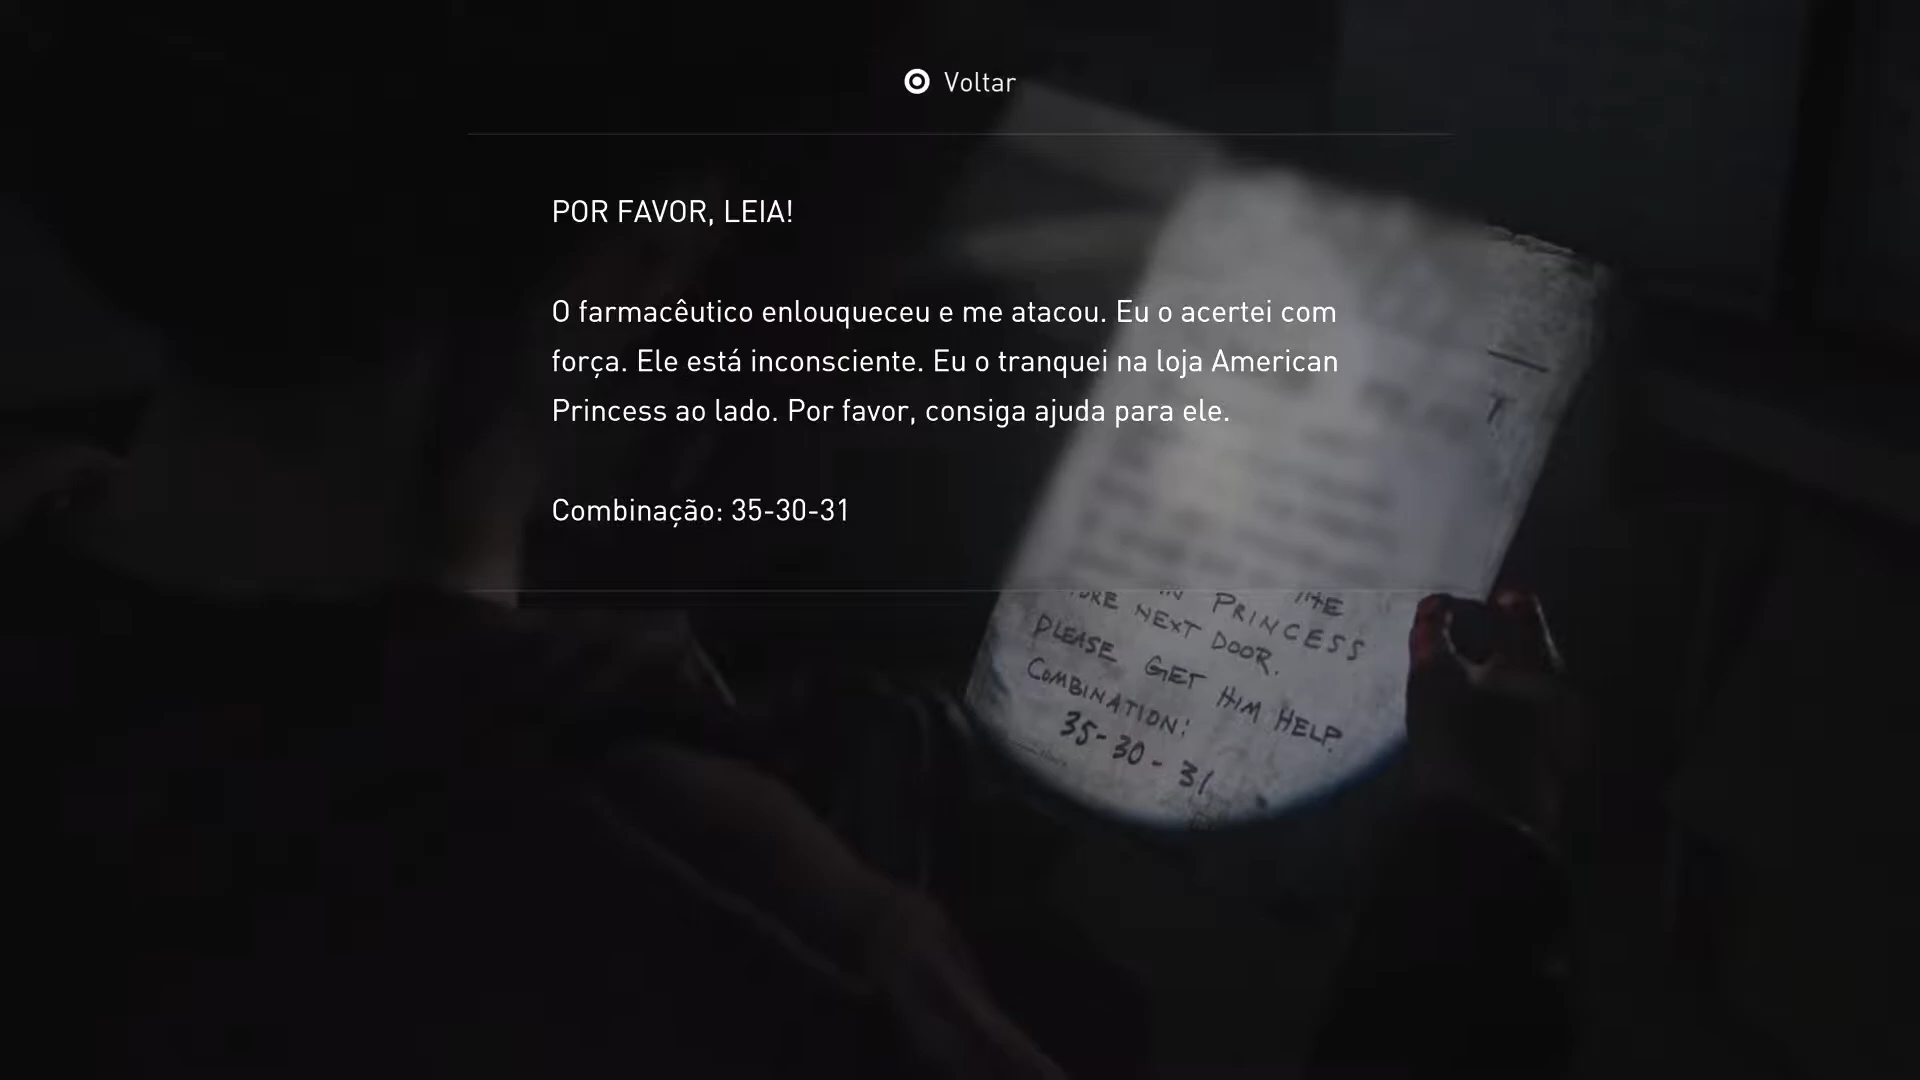 Voltar
POR FAVOR, LEIA!
O farmacêutico enlouqueceu e me atacou. Eu o acertei com
força. Ele está inconsciente. Eu o tranquei na loja American
Princess ao lado. Por favor, consiga ajuda para ele.
Combinação: 35-30-31
IN THE
PRINCESS
NEXT DOOR.
PLEASE GET HIM HELP.
COMBINATION:
35-30-31